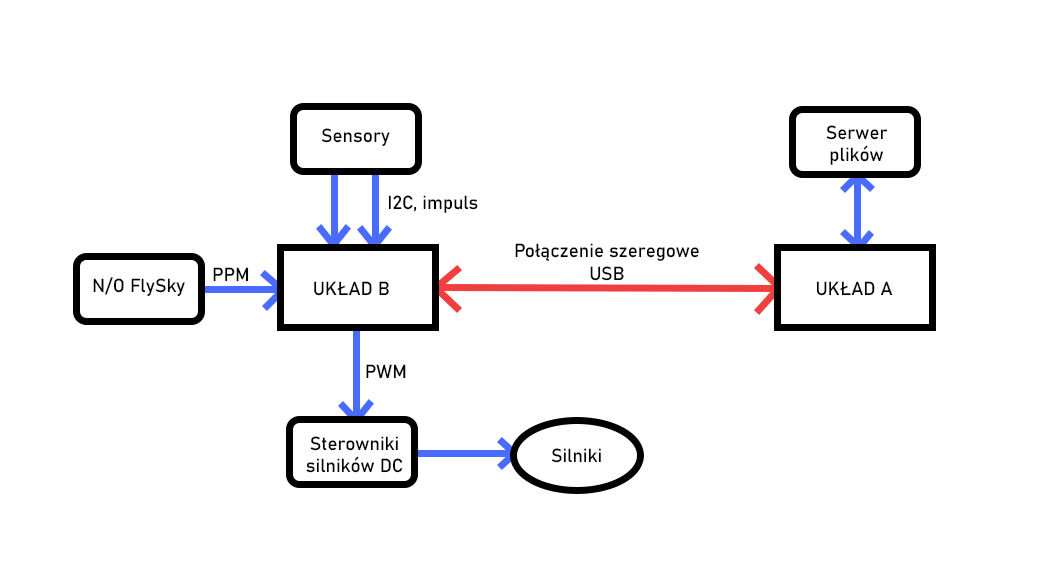 Sensory
Serwer
plików
I2C, impuls
Połączenie szeregowe
USB
N/O FlySky
PPM
UKŁAD B
UKŁAD A
PWM
Sterowniki
silników DC
Silniki